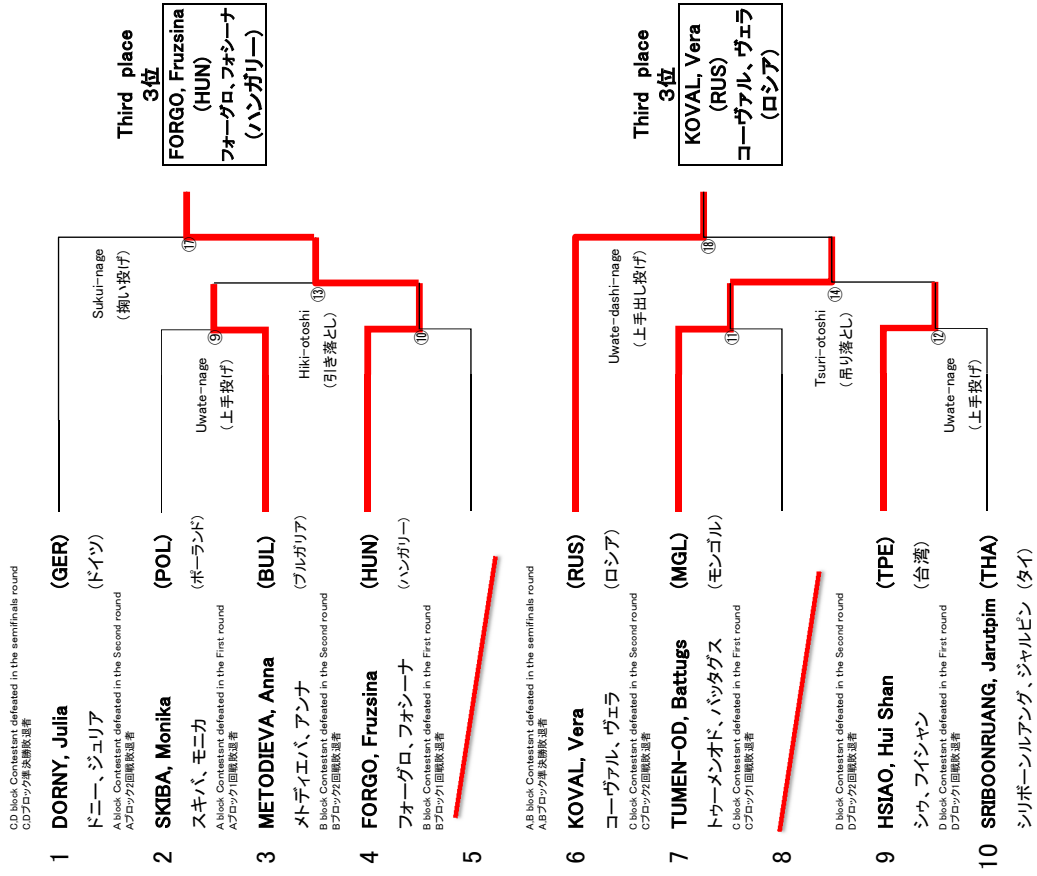 C,D block Contestsnt defeated in the semifinals round
C,Dブロック準決勝敗退者
1 DORNY, Julia (GER)
ドニー、ジュリア (ドイツ)
A block Contestsnt defeated in the Second round
Aブロック2回戦敗退者
2 SKIBA, Monika (POL)
スキバ、モニカ (ポーランド)
A block Contestsnt defeated in the First round
Aブロック1回戦敗退者
3 METODIEVA, Anna (BUL)
メトディエバ、アンナ (ブルガリア)
B block Contestsnt defeated in the Second round
Bブロック2回戦敗退者
4 FORGO, Fruzsina (HUN)
フォーグロ、フォシーナ (ハンガリー)
B block Contestsnt defeated in the First round
Bブロック1回戦敗退者
5
Uwate-nage
(上手投げ)
⑨
⑩
Hiki-otoshi
(引き落とし)
⑬
Sukui-nage
(掬い投げ)
⑰
Third place
3位
FORGO, Fruzsina
(HUN)
フォーグロ、フォシーナ
(ハンガリー)
A,B block Contestsnt defeated in the semifinals round
A,Bブロック準決勝敗退者
6 KOVAL, Vera (RUS)
コーヴァル、ヴェラ (ロシア)
C block Contestsnt defeated in the Second round
Cブロック2回戦敗退者
7 TUMEN-OD, Battugs (MGL)
トゥーメンオド、バッタグス (モンゴル)
C block Contestsnt defeated in the First round
Cブロック1回戦敗退者
8
D block Contestsnt defeated in the Second round
Dブロック2回戦敗退者
9 HSIAO, Hui Shan (TPE)
シゥ、フイシャン (台湾)
D block Contestsnt defeated in the First round
Dブロック1回戦敗退者
10 SRIBOONRUANG, Jarutpim (THA)
シリボーンルアング、ジャルピン (タイ)
⑪
Uwate-nage
(上手投げ)
⑫
Tsuri-otoshi
(吊り落とし)
⑭
Uwate-dashi-nage
(上手出し投げ)
⑱
Third place
3位
KOVAL, Vera
(RUS)
コーヴァル、ヴェラ
(ロシア)